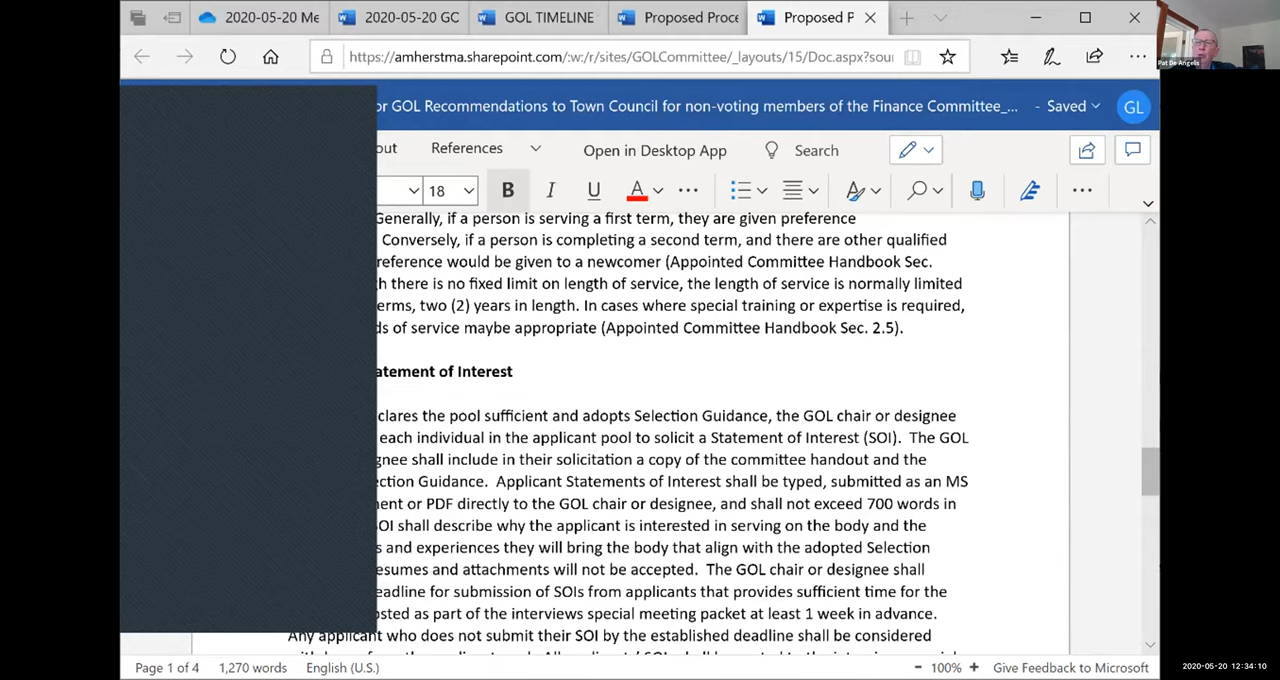 2020-05-20 Me
2020-05-20 GC
GOL TIMELINE
Proposed Proce
Proposed P
https://amherstma.sharepoint.com/:w:/r/sites/GOLCommittee/_layouts/15/Doc.aspx?sour
Pat De Angelis
or GOL Recommendations to Town Council for non-voting members of the Finance Committee_... - Saved
GL
out
References
Open in Desktop App
Search
18
B
I
U
A
Generally, if a person is serving a first term, they are given preference
Conversely, if a person is completing a second term, and there are other qualified
reference would be given to a newcomer (Appointed Committee Handbook Sec.
h there is no fixed limit on length of service, the length of service is normally limited
erms, two (2) years in length. In cases where special training or expertise is required,
ds of service maybe appropriate (Appointed Committee Handbook Sec. 2.5).
atement of Interest
clares the pool sufficient and adopts Selection Guidance, the GOL chair or designee
each individual in the applicant pool to solicit a Statement of Interest (SOI). The GOL
gnee shall include in their solicitation a copy of the committee handout and the
ction Guidance. Applicant Statements of Interest shall be typed, submitted as an MS
ent or PDF directly to the GOL chair or designee, and shall not exceed 700 words in
OI shall describe why the applicant is interested in serving on the body and the
s and experiences they will bring the body that align with the adopted Selection
esumes and attachments will not be accepted. The GOL chair or designee shall
eadline for submission of SOIs from applicants that provides sufficient time for the
osted as part of the interviews special meeting packet at least 1 week in advance.
Any applicant who does not submit their SOI by the established deadline shall be considered
Page 1 of 4
1,270 words
English (U.S.)
- 100% +
Give Feedback to Microsoft
2020-05-20 12:34:10